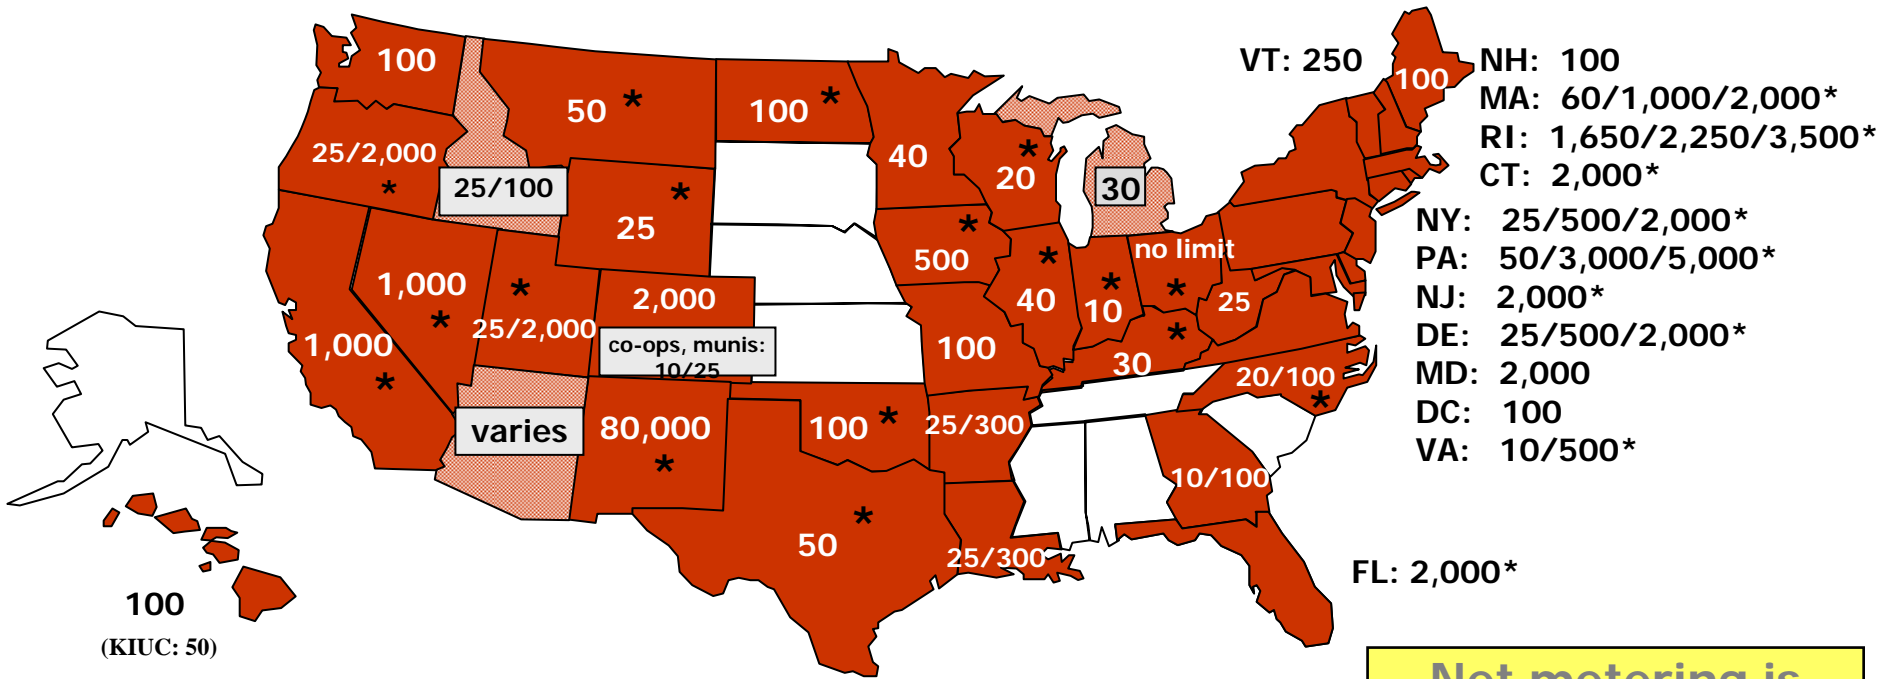 100
50 *
100 *
25/2,000
*
25/100
25 *
40
20 *
30
100
VT: 250
NH: 100
MA: 60/1,000/2,000*
RI: 1,650/2,250/3,500*
CT: 2,000*
NY: 25/500/2,000*
PA: 50/3,000/5,000*
NJ: 2,000*
DE: 25/500/2,000*
MD: 2,000
DC: 100
VA: 10/500*
1,000
*
1,000
*
*
25/2,000
2,000
co-ops, munis:
10/25
*
500
*
40
*
10
no limit
*
25
100
*
30
20/100
*
varies
80,000
*
100 *
25/300
10/100
*
50
25/300
FL: 2,000*
100
(KIUC: 50)
Net metering is